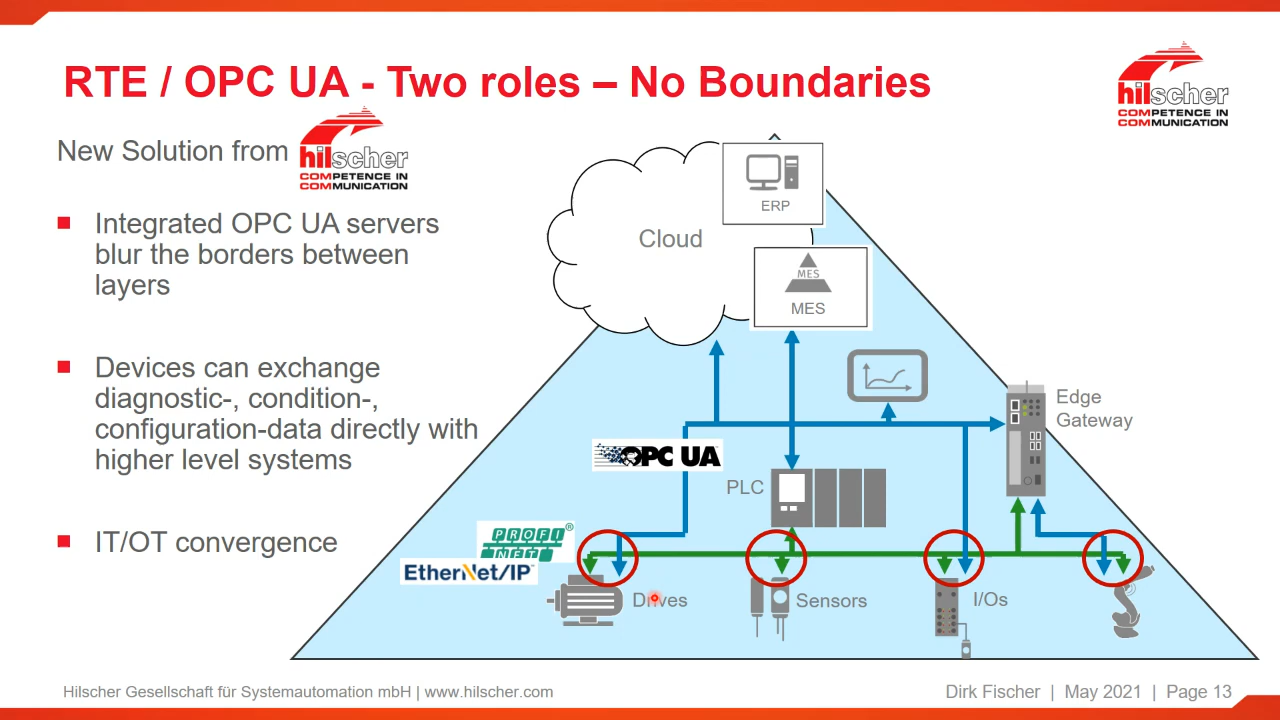 RTE / OPC UA - Two roles – No Boundaries
hilscher
COMPETENCE IN
COMMUNICATION
New Solution from
hilscher
COMPETENCE IN
COMMUNICATION
Integrated OPC UA servers
blur the borders between
layers
Devices can exchange
diagnostic-, condition-,
configuration-data directly with
higher level systems
IT/OT convergence
Cloud
ERP
MES
MES
Edge
Gateway
OPC UA
PLC
PROFI
NET®
EtherNet/IP™
Drives
Sensors
I/Os
Hilscher Gesellschaft für Systemautomation mbH | www.hilscher.com
Dirk Fischer | May 2021 | Page 13